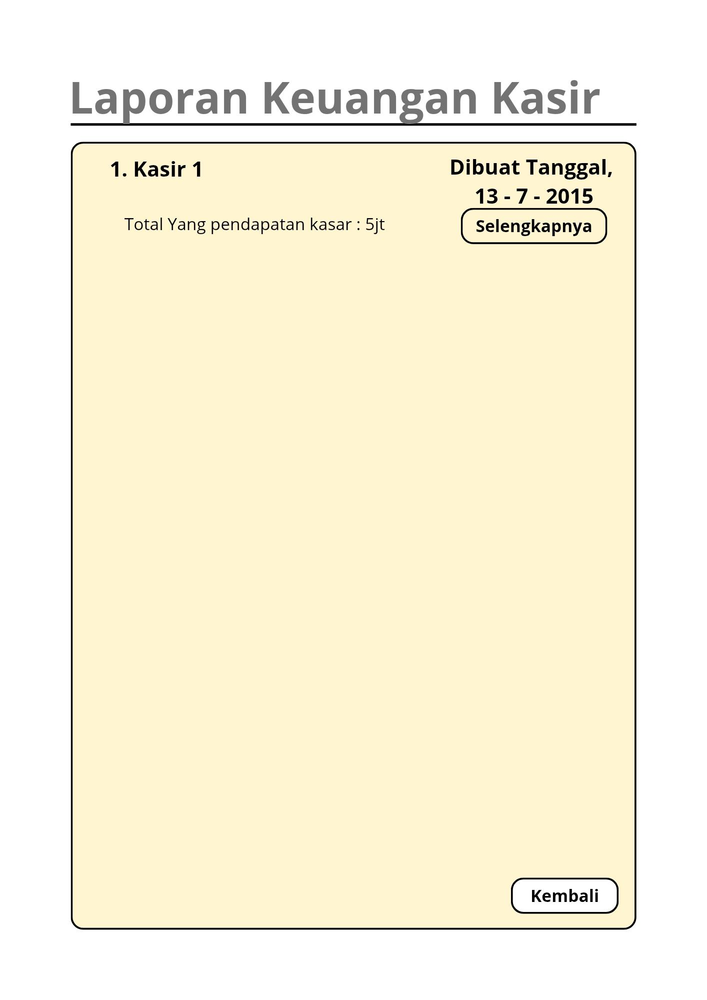 Laporan Keuangan Kasir
1. Kasir 1
Dibuat Tanggal,
13 - 7 - 2015
Total Yang pendapatan kasar : 5jt
Selengkapnya
Kembali